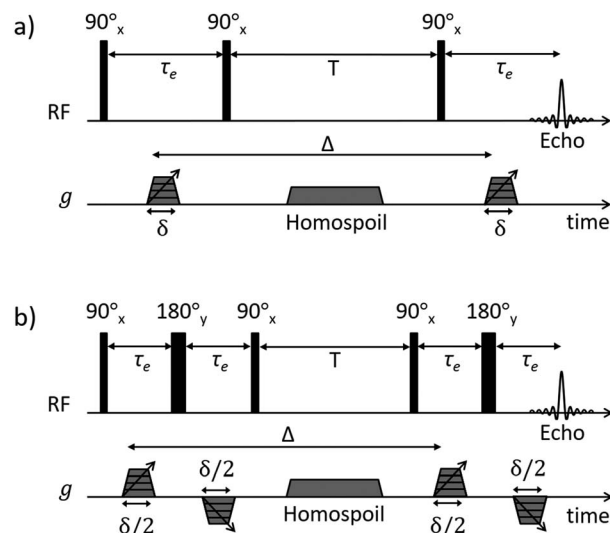 a)
90°x 90°x 90°x
τe T τe
RF
Echo
Δ
g
δ Homospoil δ time
b)
90°x 180°y 90°x 90°x 180°y
τe τe T τe τe
RF
Echo
Δ
δ/2 δ/2
g
δ/2 Homospoil δ/2 time